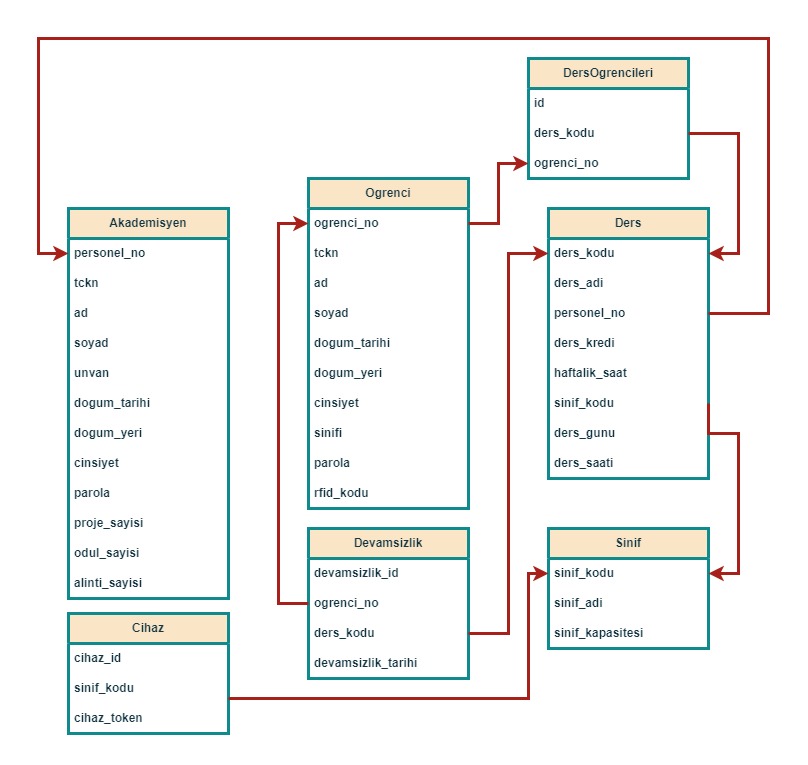 DersOgrencileri
id
ders_kodu
ogrenci_no
Ogrenci
ogrenci_no
tckn
ad
soyad
dogum_tarihi
dogum_yeri
cinsiyet
sinifi
parola
rfid_kodu
Akademisyen
personel_no
tckn
ad
soyad
unvan
dogum_tarihi
dogum_yeri
cinsiyet
parola
proje_sayisi
odul_sayisi
alinti_sayisi
Ders
ders_kodu
ders_adi
personel_no
ders_kredi
haftalik_saat
sinif_kodu
ders_gunu
ders_saati
Devamsizlik
devamsizlik_id
ogrenci_no
ders_kodu
devamsizlik_tarihi
Sinif
sinif_kodu
sinif_adi
sinif_kapasitesi
Cihaz
cihaz_id
sinif_kodu
cihaz_token